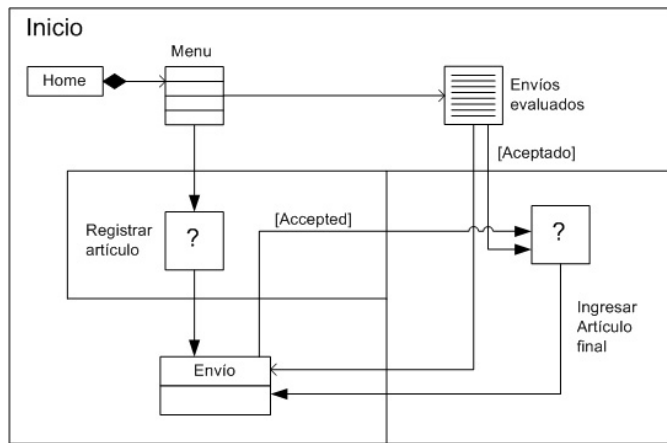 Inicio
Menu
Home
Envíos
evaluados
[Aceptado]
Registrar
artículo
?
[Accepted]
?
Ingresar
Artículo
final
Envío